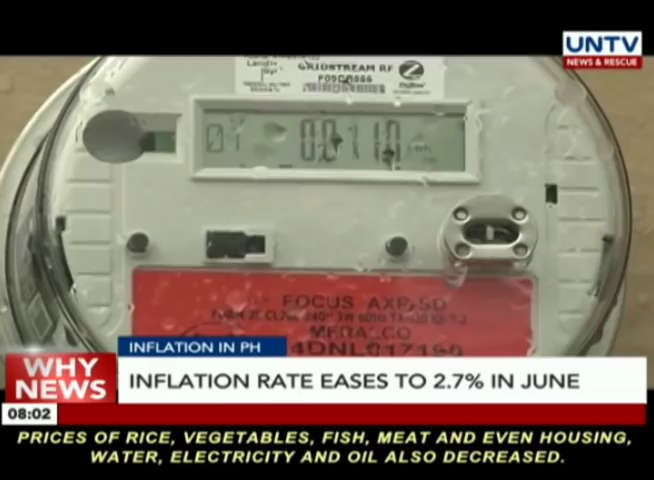 UNTV
NEWS & RESCUE
GRIDSTREAM RF
01
FOCUS AXR-SD
MERALCO
INFLATION IN PH
WHY
NEWS
INFLATION RATE EASES TO 2.7% IN JUNE
08:02
PRICES OF RICE, VEGETABLES, FISH, MEAT AND EVEN HOUSING,
WATER, ELECTRICITY AND OIL ALSO DECREASED.